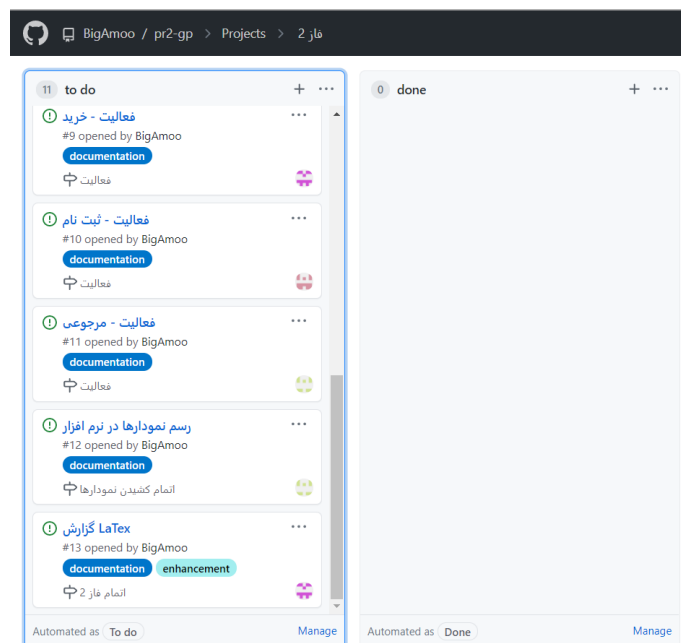 BigAmoo / pr2-gp > Projects > فاز 2
11 to do
فعالیت - خرید
#9 opened by BigAmoo
documentation
فعالیت
فعالیت - ثبت نام
#10 opened by BigAmoo
documentation
فعالیت
فعالیت - مرجوعی
#11 opened by BigAmoo
documentation
فعالیت
رسم نمودارها در نرم افزار
#12 opened by BigAmoo
documentation
اتمام کشیدن نمودارها
گزارش LaTex
#13 opened by BigAmoo
documentation enhancement
اتمام فاز 2
Automated as To do Manage
0 done
Automated as Done Manage